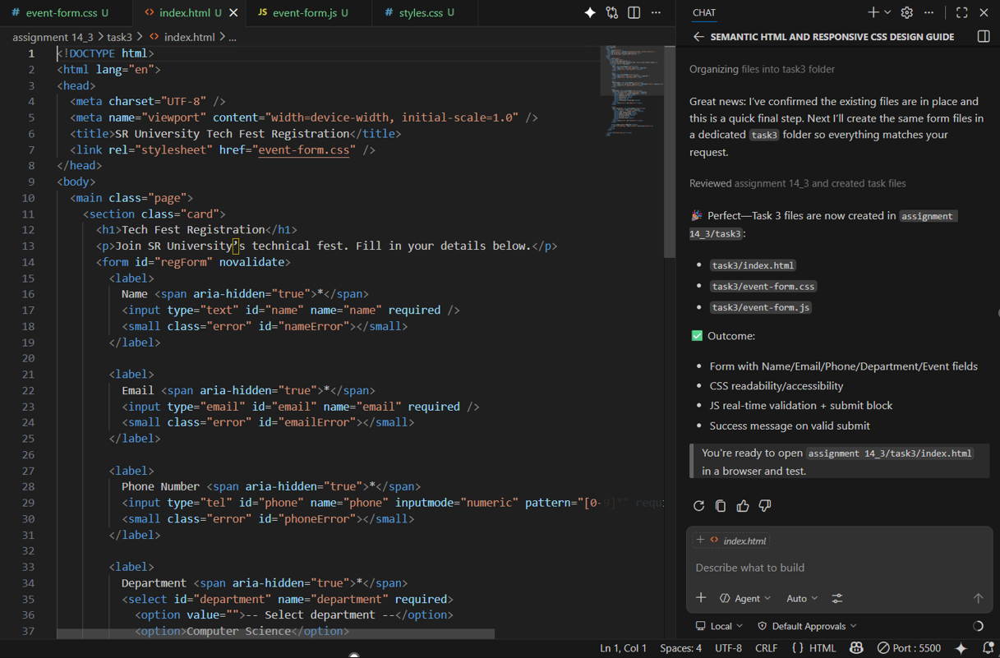 # event-form.css U
<> index.html U
JS event-form.js U
# styles.css U
assignment 14_3 > task3 > <> index.html > ...
1 <!DOCTYPE html>
2 <html lang="en">
3 <head>
4 <meta charset="UTF-8" />
5 <meta name="viewport" content="width=device-width, initial-scale=1.0" />
6 <title>SR University Tech Fest Registration</title>
7 <link rel="stylesheet" href="event-form.css" />
8 </head>
9 <body>
10 <main class="page">
11 <section class="card">
12 <h1>Tech Fest Registration</h1>
13 <p>Join SR University’s technical fest. Fill in your details below.</p>
14 <form id="regForm" novalidate>
15 <label>
16 Name <span aria-hidden="true">*</span>
17 <input type="text" id="name" name="name" required />
18 <small class="error" id="nameError"></small>
19 </label>
20
21 <label>
22 Email <span aria-hidden="true">*</span>
23 <input type="email" id="email" name="email" required />
24 <small class="error" id="emailError"></small>
25 </label>
26
27 <label>
28 Phone Number <span aria-hidden="true">*</span>
29 <input type="tel" id="phone" name="phone" inputmode="numeric" pattern="[0-9]*" requ
30 <small class="error" id="phoneError"></small>
31 </label>
32
33 <label>
34 Department <span aria-hidden="true">*</span>
35 <select id="department" name="department" required>
36 <option value="">-- Select department --</option>
37 <option>Computer Science</option>
CHAT
SEMANTIC HTML AND RESPONSIVE CSS DESIGN GUIDE
Organizing files into task3 folder
Great news: I’ve confirmed the existing files are in place and
this is a quick final step. Next I’ll create the same form files in
a dedicated task3 folder so everything matches your
request.
Reviewed assignment 14_3 and created task files
🎉 Perfect—Task 3 files are now created in assignment
14_3/task3:
• task3/index.html
• task3/event-form.css
• task3/event-form.js
✅ Outcome:
• Form with Name/Email/Phone/Department/Event fields
• CSS readability/accessibility
• JS real-time validation + submit block
• Success message on valid submit
You're ready to open assignment 14_3/task3/index.html
in a browser and test.
+ <> index.html
Describe what to build
Agent
Auto
Local
Default Approvals
Ln 1, Col 1
Spaces: 4
UTF-8
CRLF
{ } HTML
Port : 5500